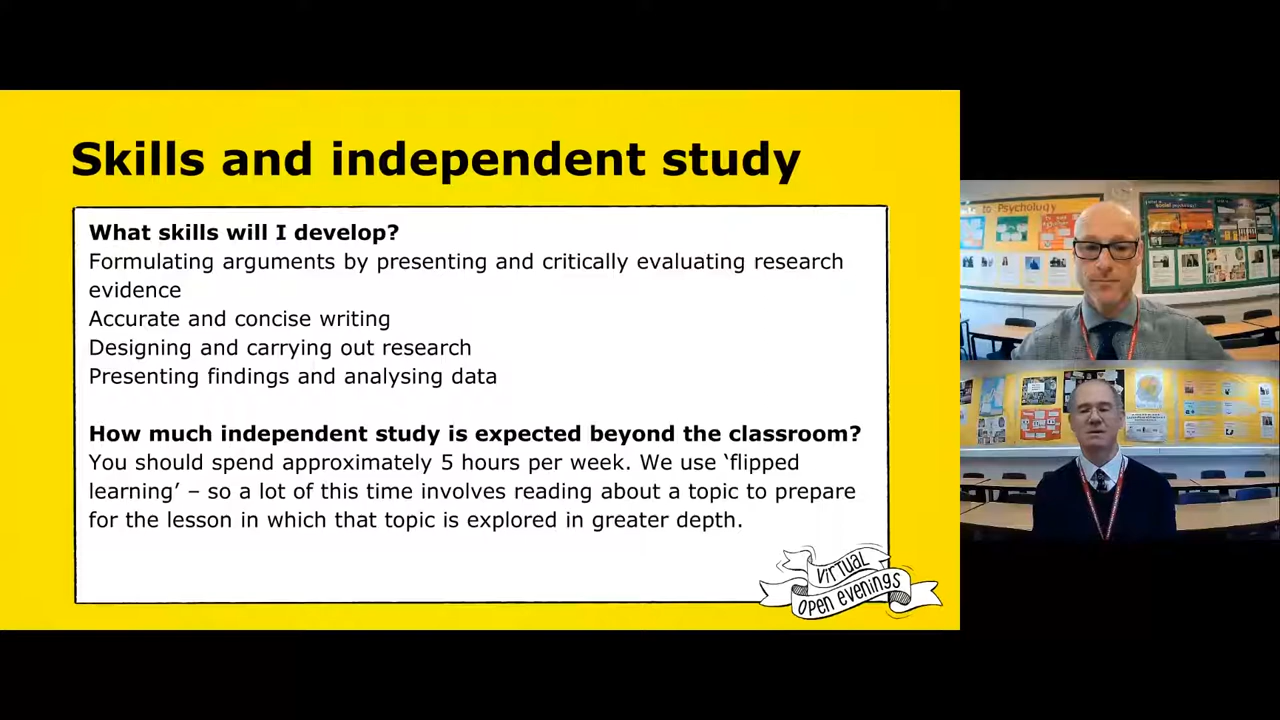 Skills and independent study
What skills will I develop?
Formulating arguments by presenting and critically evaluating research
evidence
Accurate and concise writing
Designing and carrying out research
Presenting findings and analysing data
How much independent study is expected beyond the classroom?
You should spend approximately 5 hours per week. We use ‘flipped
learning’ – so a lot of this time involves reading about a topic to prepare
for the lesson in which that topic is explored in greater depth.
virtual
open evenings
to Psychology